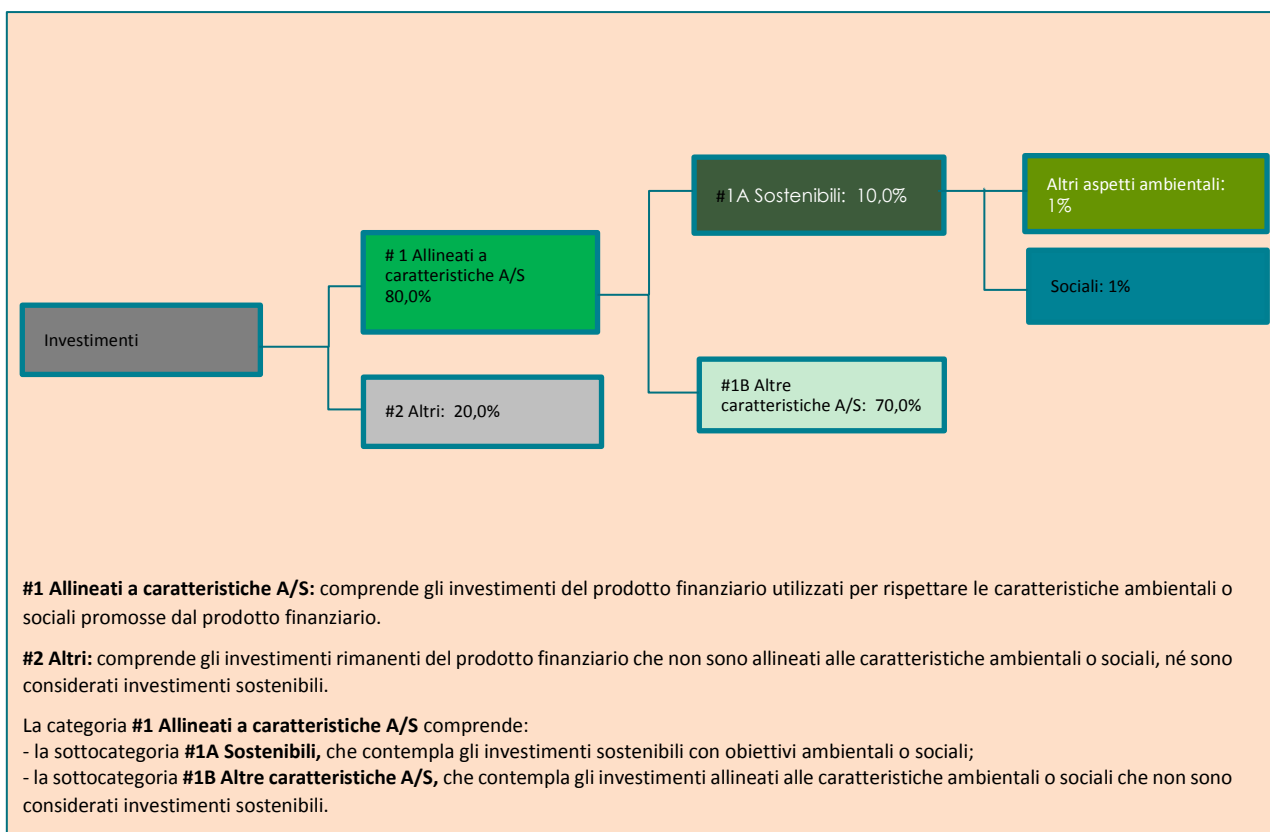 Investimenti
# 1 Allineati a
caratteristiche A/S
80,0%
#2 Altri: 20,0%
#1A Sostenibili: 10,0%
#1B Altre
caratteristiche A/S: 70,0%
Altri aspetti ambientali:
1%
Sociali: 1%
#1 Allineati a caratteristiche A/S: comprende gli investimenti del prodotto finanziario utilizzati per rispettare le caratteristiche ambientali o
sociali promosse dal prodotto finanziario.
#2 Altri: comprende gli investimenti rimanenti del prodotto finanziario che non sono allineati alle caratteristiche ambientali o sociali, né sono
considerati investimenti sostenibili.
La categoria #1 Allineati a caratteristiche A/S comprende:
- la sottocategoria #1A Sostenibili, che contempla gli investimenti sostenibili con obiettivi ambientali o sociali;
- la sottocategoria #1B Altre caratteristiche A/S, che contempla gli investimenti allineati alle caratteristiche ambientali o sociali che non sono
considerati investimenti sostenibili.